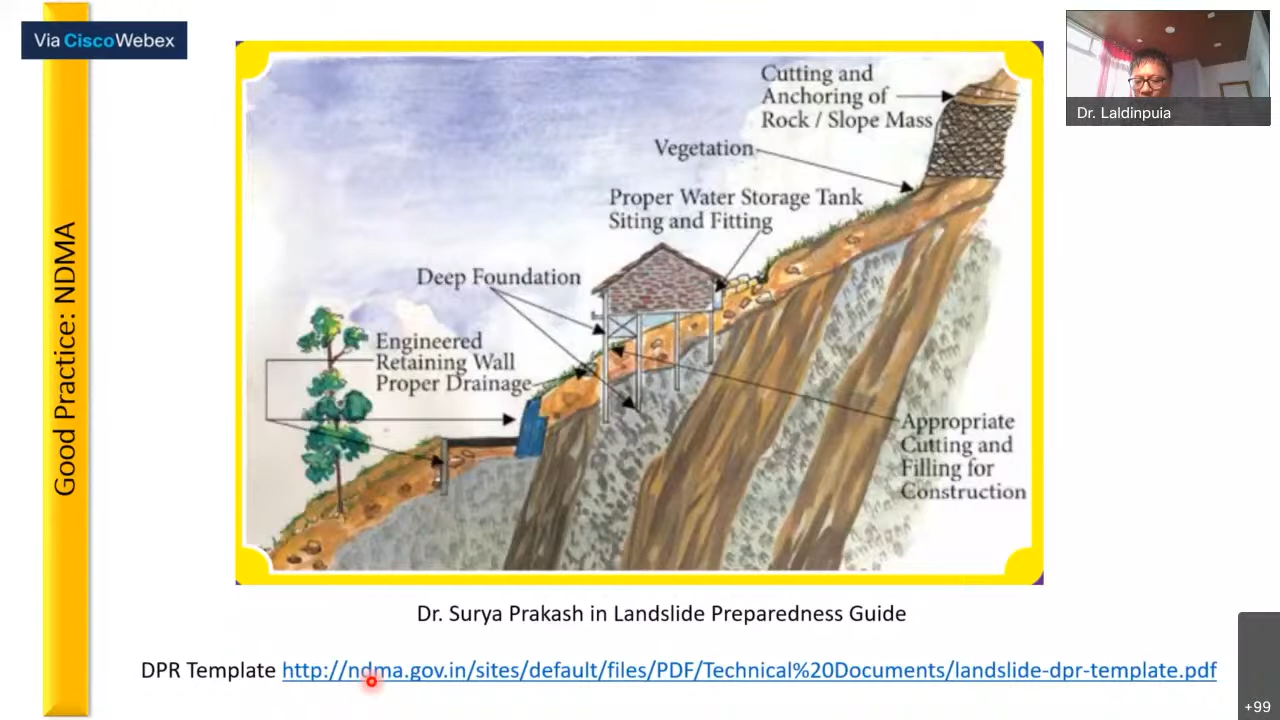 Via CiscoWebex
Good Practice: NDMA
Cutting and
Anchoring of
Rock / Slope Mass
Vegetation
Proper Water Storage Tank
Siting and Fitting
Deep Foundation
Engineered
Retaining Wall
Proper Drainage
Appropriate
Cutting and
Filling for
Construction
Dr. Surya Prakash in Landslide Preparedness Guide
DPR Template http://ndma.gov.in/sites/default/files/PDF/Technical%20Documents/landslide-dpr-template.pdf
Dr. Laldinpuia
+99